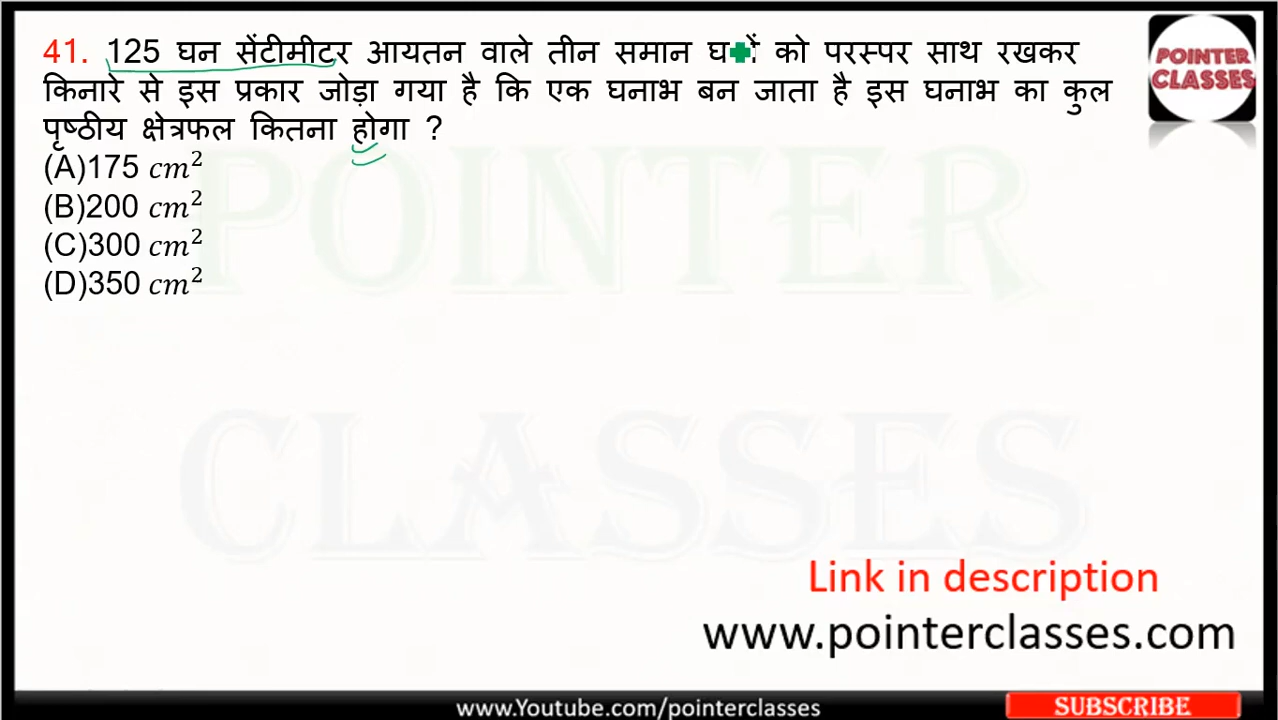 41. 125 घन सेंटीमीटर आयतन वाले तीन समान घनों को परस्पर साथ रखकर
किनारे से इस प्रकार जोड़ा गया है कि एक घनाभ बन जाता है इस घनाभ का कुल
पृष्ठीय क्षेत्रफल कितना होगा ?
(A)175 cm²
(B)200 cm²
(C)300 cm²
(D)350 cm²
POINTER
CLASSES
POINTER
CLASSES
Link in description
www.pointerclasses.com
www.Youtube.com/pointerclasses
SUBSCRIBE